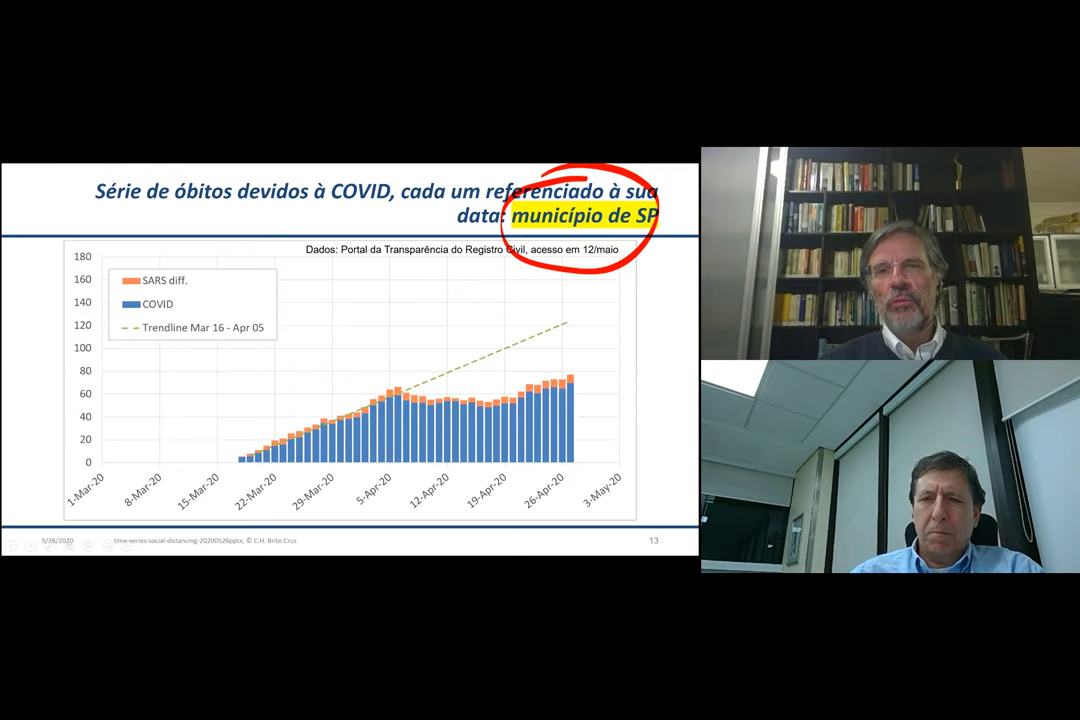 Série de óbitos devidos à COVID, cada um referenciado à sua
data: município de SP
Dados: Portal da Transparência do Registro Civil, acesso em 12/maio
180
160
140
120
100
80
60
40
20
0
SARS diff.
COVID
Trendline Mar 16 - Apr 05
1-Mar-20
8-Mar-20
15-Mar-20
22-Mar-20
29-Mar-20
5-Apr-20
12-Apr-20
19-Apr-20
26-Apr-20
3-May-20
5/26/2020
time-series-social-distancing-20200526pptx; © C.H. Brito Cruz
13